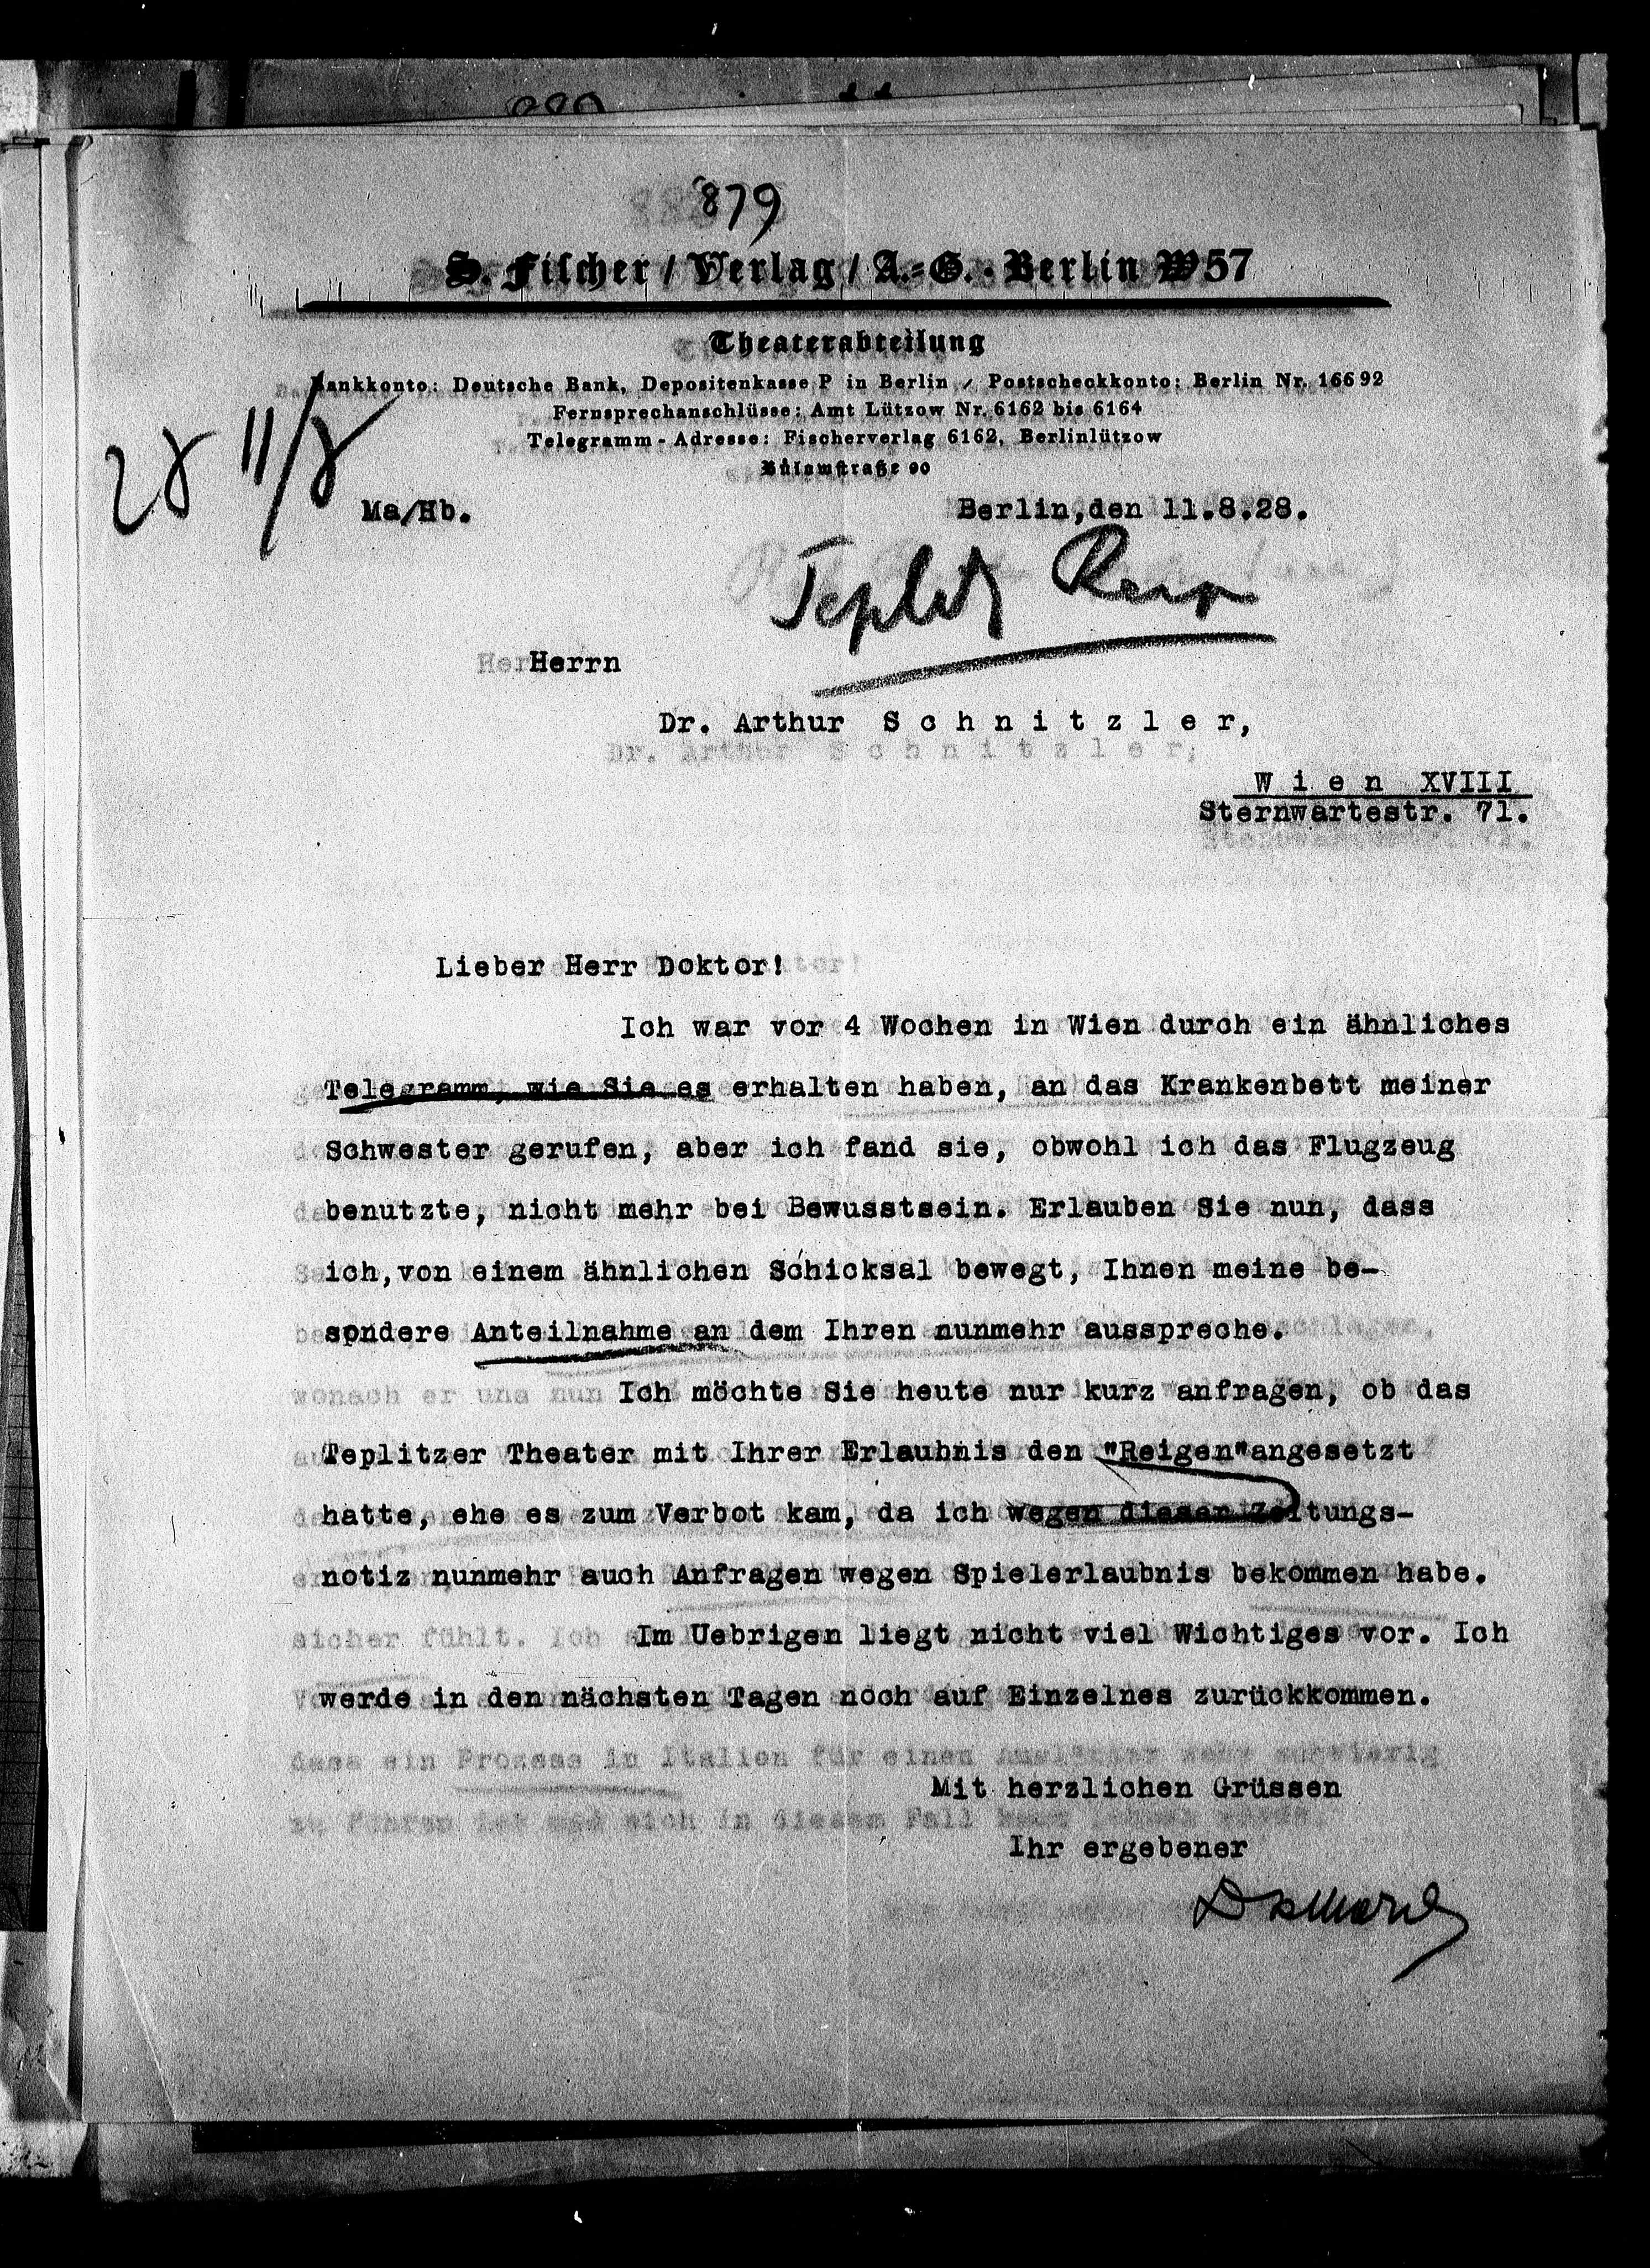 879
S. Fischer / Verlag / A.=G. · Berlin W 57
Theaterabteilung
Bankkonto: Deutsche Bank, Depositenkasse P in Berlin / Postscheckkonto: Berlin Nr. 16692
Fernsprechanschlüsse: Amt Lützow Nr. 6162 bis 6164
Telegramm-Adresse: Fischerverlag 6162, Berlinlützow
Bülowstraße 90
28 11/8
Ma/Hb.
Berlin,den 11.8.28.
Teplitz
Herrn
Dr. Arthur S c h n i t z l e r,
W i e n XVIII
Sternwartestr. 71.
Lieber Herr Doktor!
Ich war vor 4 Wochen in Wien durch ein ähnliches
Telegramm, wie Sie es erhalten haben, an das Krankenbett meiner
Schwester gerufen, aber ich fand sie, obwohl ich das Flugzeug
benutzte, nicht mehr bei Bewusstsein. Erlauben Sie nun, dass
ich,von einem ähnlichen Schicksal bewegt, Ihnen meine be-
sondere Anteilnahme an dem Ihren nunmehr ausspreche.
Ich möchte Sie heute nur kurz anfragen, ob das
Teplitzer Theater mit Ihrer Erlaubnis den "Reigen"angesetzt
hatte, ehe es zum Verbot kam, da ich wegen dieser Zeitungs-
notiz nunmehr auch Anfragen wegen Spielerlaubnis bekommen habe.
Im Uebrigen liegt nicht viel Wichtiges vor. Ich
werde in den nächsten Tagen noch auf Einzelnes zurückkommen.
Mit herzlichen Grüssen
Ihr ergebener